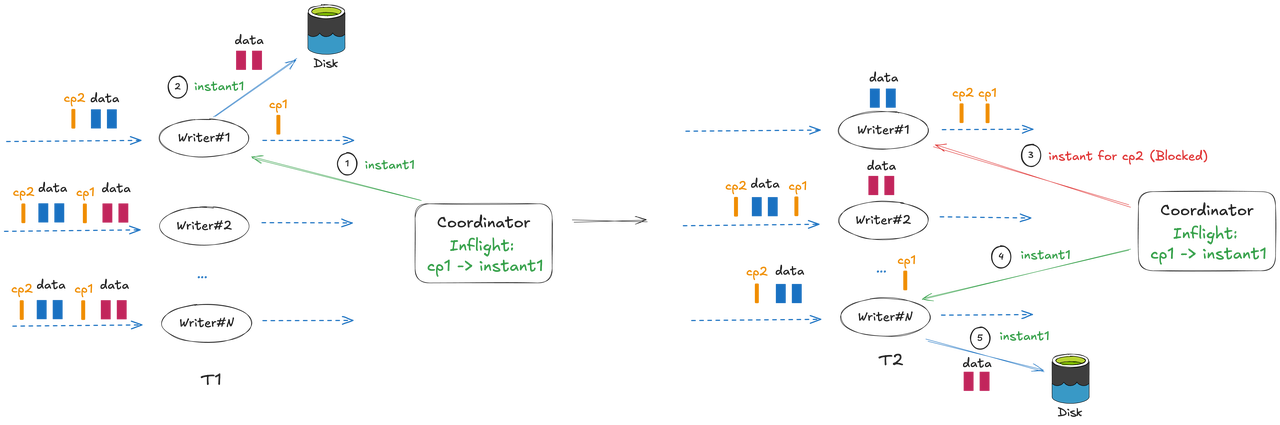 data
Disk
2 instant1
cp2 data
cp1
Writer#1
1 instant1
cp2 data cp1 data
Writer#2
Coordinator
Inflight:
cp1 -> instant1
...
cp2 data cp1 data
Writer#N
T1
data
cp2 cp1
Writer#1
3 instant for cp2 (Blocked)
data
cp2 data cp1
Writer#2
Coordinator
Inflight:
cp1 -> instant1
4 instant1
... cp1
cp2 data
Writer#N
5 instant1
T2
data
Disk